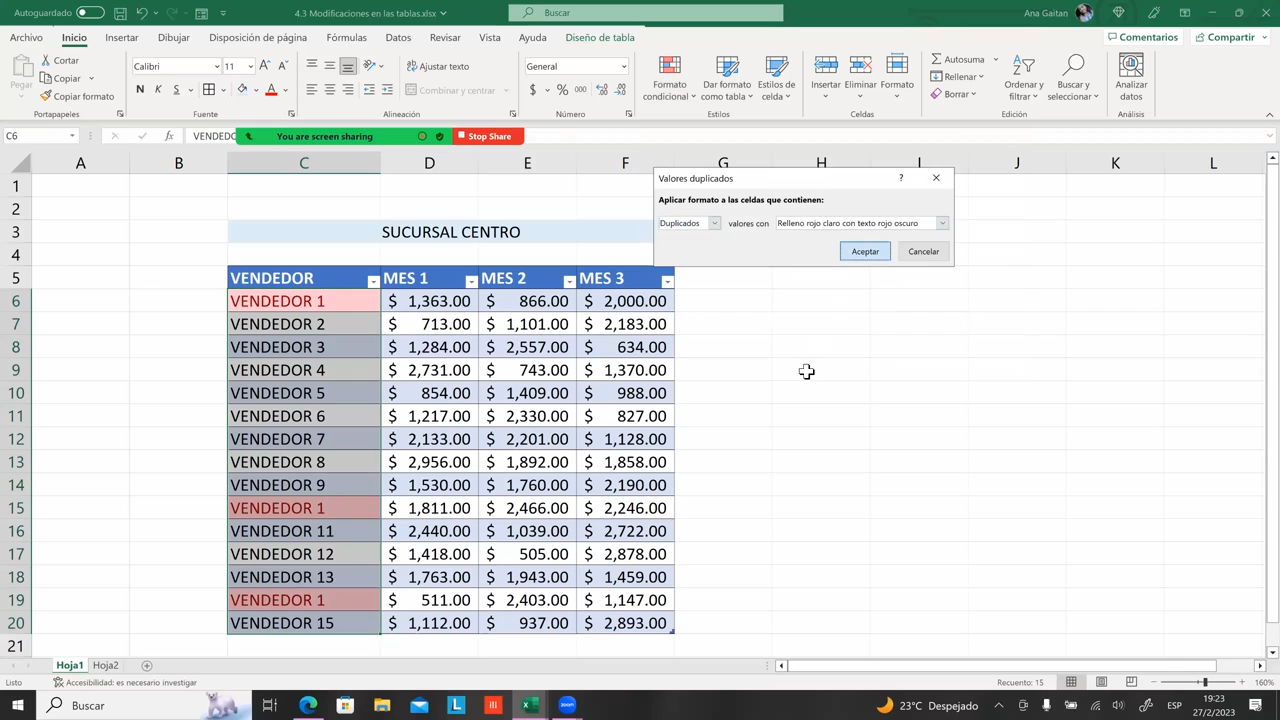 Autoguardado
4.3 Modificaciones en las tablas.xlsx
Buscar
Ana Gaitan
Archivo Inicio Insertar Dibujar Disposición de página Fórmulas Datos Revisar Vista Ayuda Diseño de tabla
Comentarios Compartir
Pegar
Cortar
Copiar
Copiar formato
Portapapeles
Calibri 11
N K S
Fuente
Ajustar texto
Combinar y centrar
Alineación
General
$ % 000
Número
Formato condicional
Dar formato como tabla
Estilos de celda
Estilos
Insertar Eliminar Formato
Celdas
Autosuma
Rellenar
Borrar
Ordenar y filtrar
Buscar y seleccionar
Edición
Analizar datos
Análisis
C6
fx
VENDEDO
You are screen sharing
Stop Share
A B C D E F G H I J K L
Valores duplicados ?
Aplicar formato a las celdas que contienen:
Duplicados valores con Relleno rojo claro con texto rojo oscuro
Aceptar Cancelar
1
2
3 SUCURSAL CENTRO
4
5 VENDEDOR MES 1 MES 2 MES 3
6 VENDEDOR 1 $ 1,363.00 $ 866.00 $ 2,000.00
7 VENDEDOR 2 $ 713.00 $ 1,101.00 $ 2,183.00
8 VENDEDOR 3 $ 1,284.00 $ 2,557.00 $ 634.00
9 VENDEDOR 4 $ 2,731.00 $ 743.00 $ 1,370.00
10 VENDEDOR 5 $ 854.00 $ 1,409.00 $ 988.00
11 VENDEDOR 6 $ 1,217.00 $ 2,330.00 $ 827.00
12 VENDEDOR 7 $ 2,133.00 $ 2,201.00 $ 1,128.00
13 VENDEDOR 8 $ 2,956.00 $ 1,892.00 $ 1,858.00
14 VENDEDOR 9 $ 1,530.00 $ 1,760.00 $ 2,190.00
15 VENDEDOR 1 $ 1,811.00 $ 2,466.00 $ 2,246.00
16 VENDEDOR 11 $ 2,440.00 $ 1,039.00 $ 2,722.00
17 VENDEDOR 12 $ 1,418.00 $ 505.00 $ 2,878.00
18 VENDEDOR 13 $ 1,763.00 $ 1,943.00 $ 1,459.00
19 VENDEDOR 1 $ 511.00 $ 2,403.00 $ 1,147.00
20 VENDEDOR 15 $ 1,112.00 $ 937.00 $ 2,893.00
21
Hoja1 Hoja2
Listo Accesibilidad: es necesario investigar Recuento: 15 160%
Buscar
23°C Despejado
ESP
19:23
27/2/2023